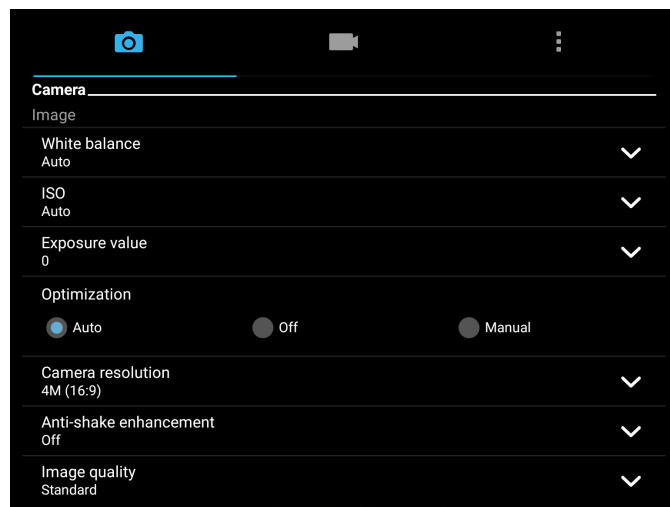 Camera
Image
White balance
Auto
ISO
Auto
Exposure value
0
Optimization
Auto Off Manual
Camera resolution
4M (16:9)
Anti-shake enhancement
Off
Image quality
Standard